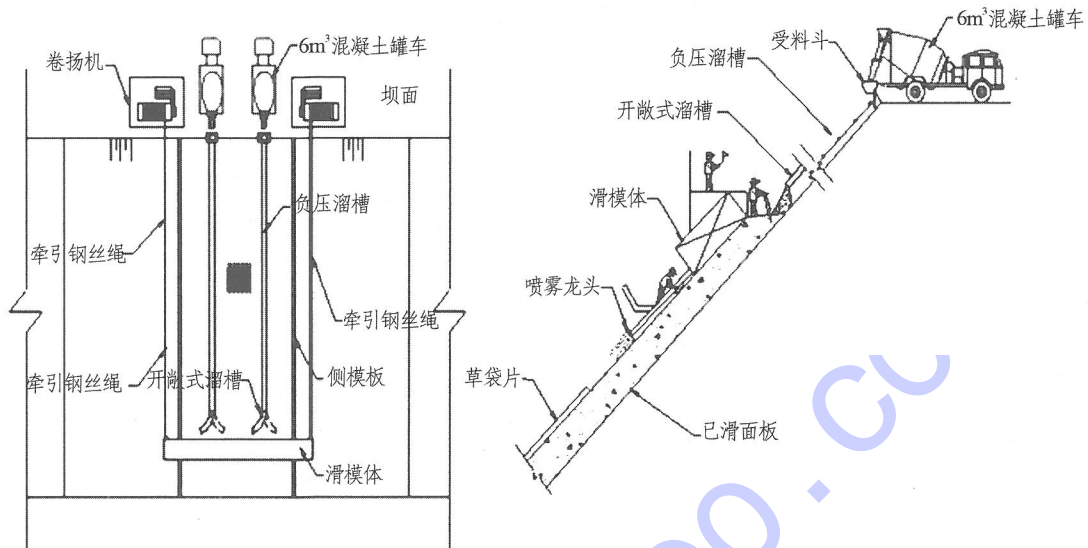 6m³混凝土罐车
卷扬机
坝面
负压溜槽
牵引钢丝绳
牵引钢丝绳
牵引钢丝绳
开敞式溜槽
侧模板
滑模体
6m³混凝土罐车
受料斗
负压溜槽
开敞式溜槽
滑模体
喷雾龙头
草袋片
已滑面板